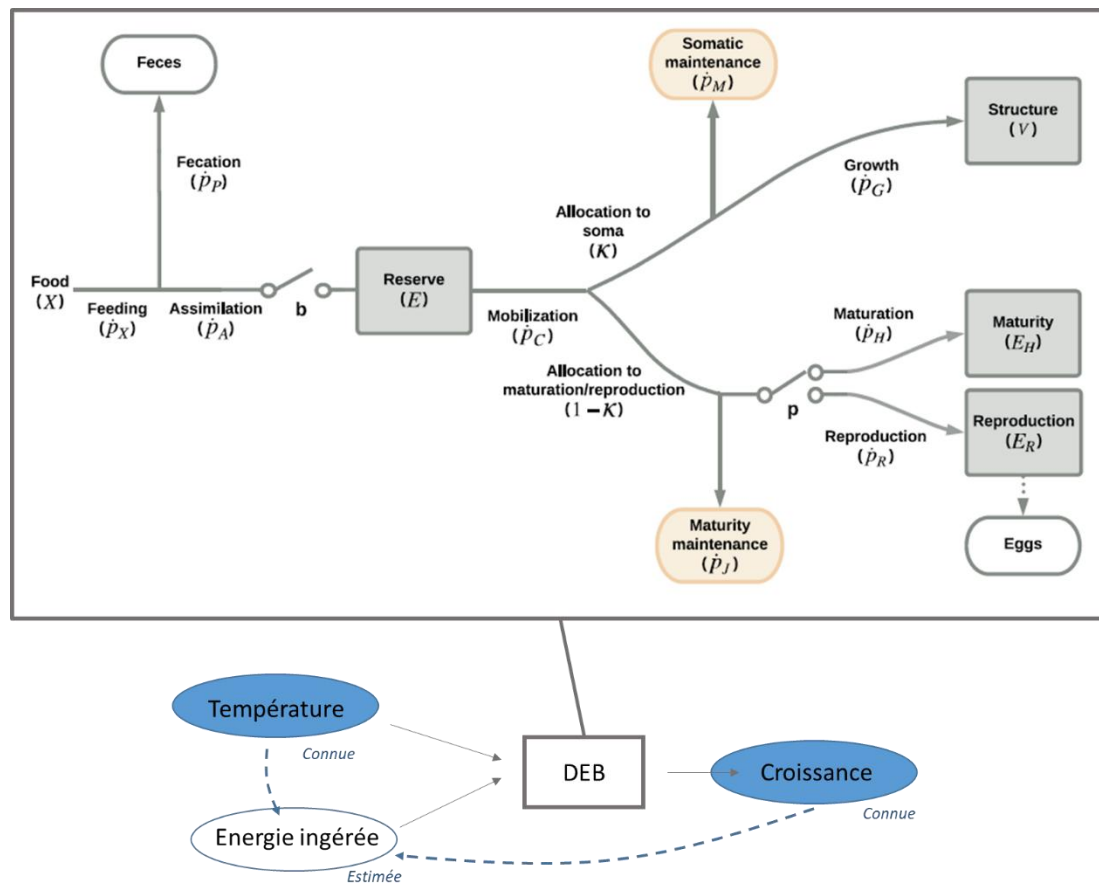 Feces
Somatic
maintenance
(ṗ_M)
Structure
(V)
Fecation
(ṗ_P)
Growth
(ṗ_G)
Allocation to
soma
(κ)
Food
(X)
Feeding
(ṗ_X)
Assimilation
(ṗ_A)
b
Reserve
(E)
Mobilization
(ṗ_C)
Maturation
(ṗ_H)
Maturity
(E_H)
Allocation to
maturation/reproduction
(1 − κ)
p
Reproduction
(ṗ_R)
Reproduction
(E_R)
Maturity
maintenance
(ṗ_J)
Eggs
Température
Connue
DEB
Croissance
Connue
Energie ingérée
Estimée